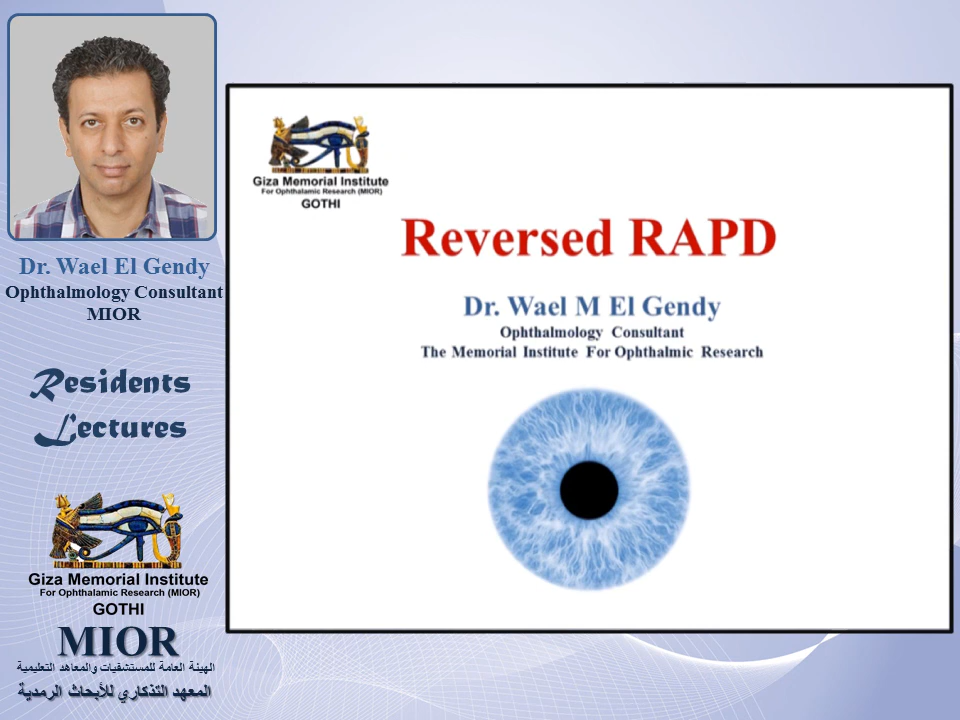 Dr. Wael El Gendy
Ophthalmology Consultant
MIOR
Residents
Lectures
Giza Memorial Institute
For Ophthalamic Research (MIOR)
GOTHI
MIOR
الهيئة العامة للمستشفيات والمعاهد التعليمية
المعهد التذكاري للأبحاث الرمدية
Giza Memorial Institute
For Ophthalamic Research (MIOR)
GOTHI
Reversed RAPD
Dr. Wael M El Gendy
Ophthalmology Consultant
The Memorial Institute For Ophthalmic Research